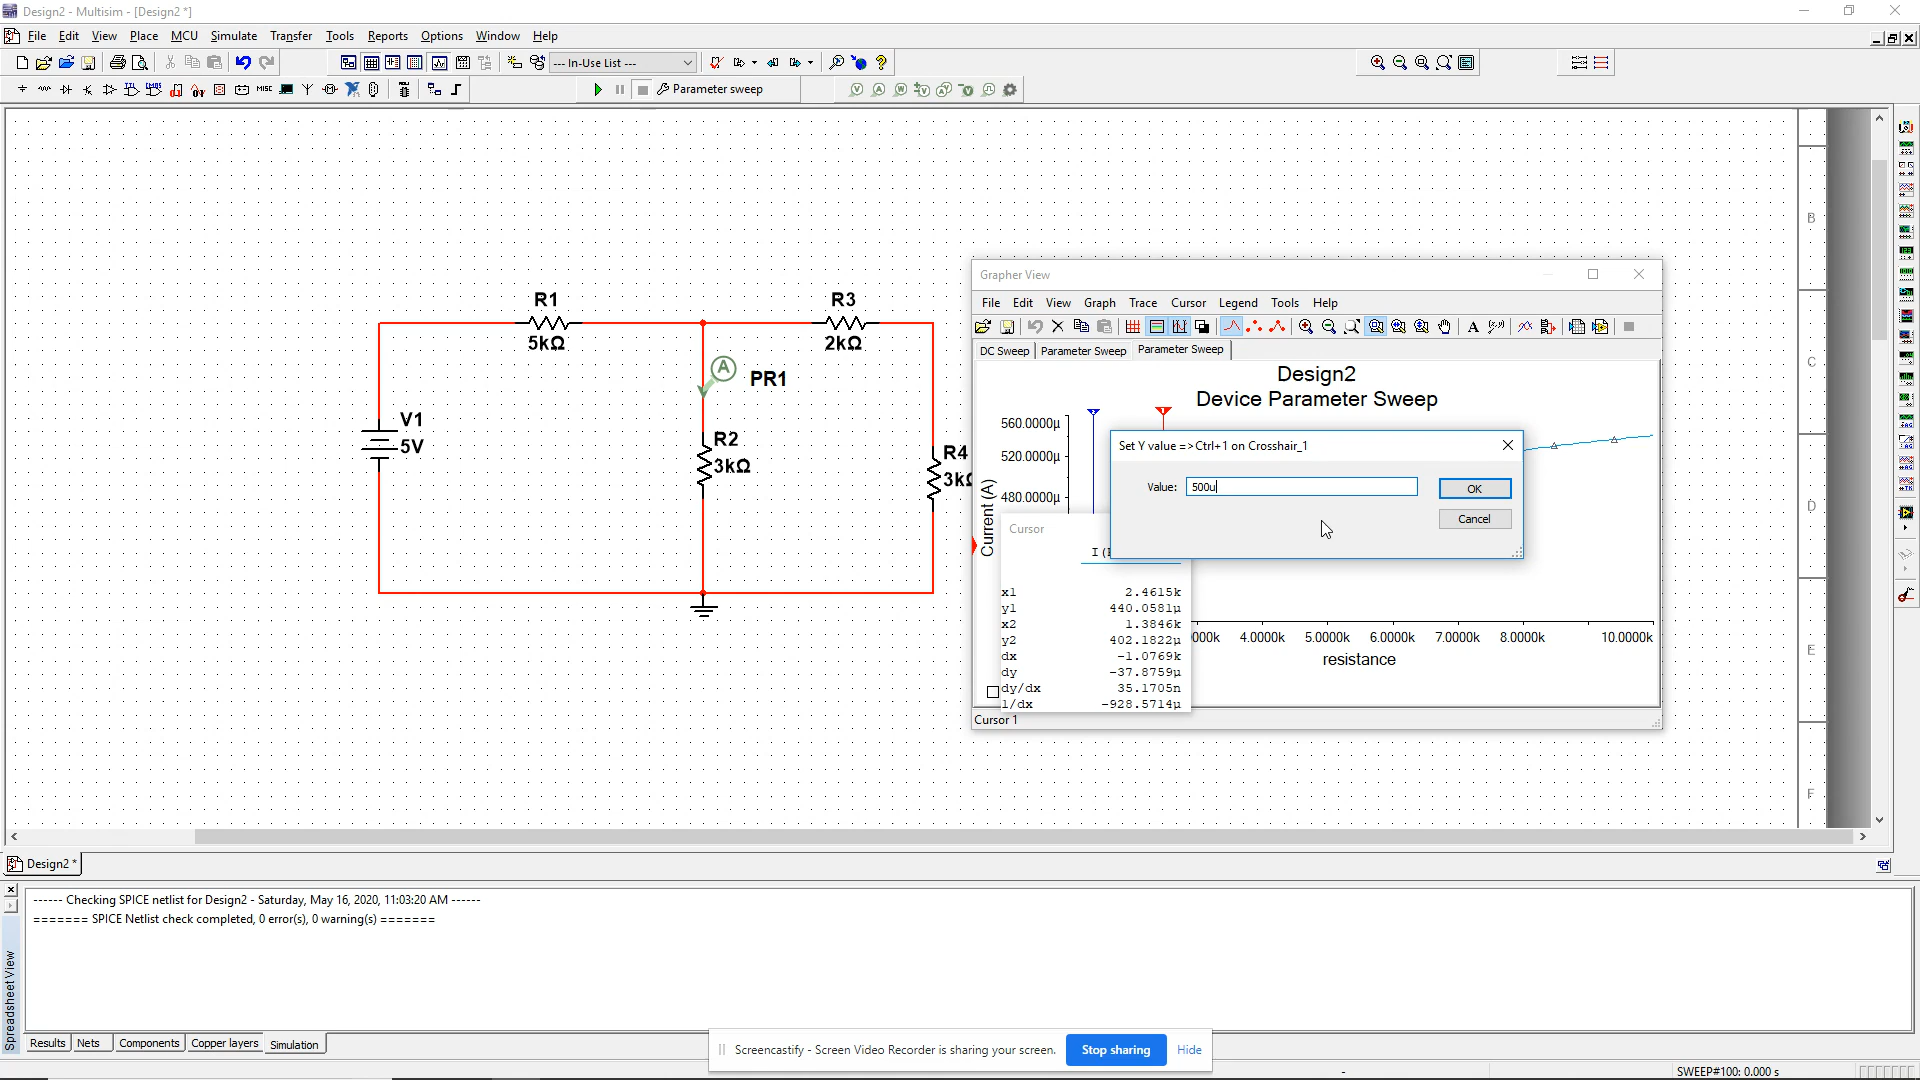 Design2 - Multisim - [Design2 *]
File Edit View Place MCU Simulate Transfer Tools Reports Options Window Help
--- In-Use List ---
Parameter sweep
R1
5kΩ
R3
2kΩ
A
PR1
V1
5V
R2
3kΩ
R4
B
C
D
E
F
Grapher View
File Edit View Graph Trace Cursor Legend Tools Help
DC Sweep Parameter Sweep Parameter Sweep
Design2
Device Parameter Sweep
560.0000µ
520.0000µ
480.0000µ
Current (A)
Set Y value =>Ctrl+1 on Crosshair_1
Value: 500u
OK
Cancel
Cursor
x1 2.4615k
y1 440.0581µ
x2 1.3846k
y2 402.1822µ
dx -1.0769k
dy -37.8759µ
dy/dx 35.1705n
1/dx -928.5714µ
4.0000k 5.0000k 6.0000k 7.0000k 8.0000k 10.0000k
resistance
Cursor 1
Design2 *
------ Checking SPICE netlist for Design2 - Saturday, May 16, 2020, 11:03:20 AM ------
======= SPICE Netlist check completed, 0 error(s), 0 warning(s) =======
Spreadsheet View
Results Nets Components Copper layers Simulation
Screencastify - Screen Video Recorder is sharing your screen. Stop sharing Hide
SWEEP#100: 0.000 s